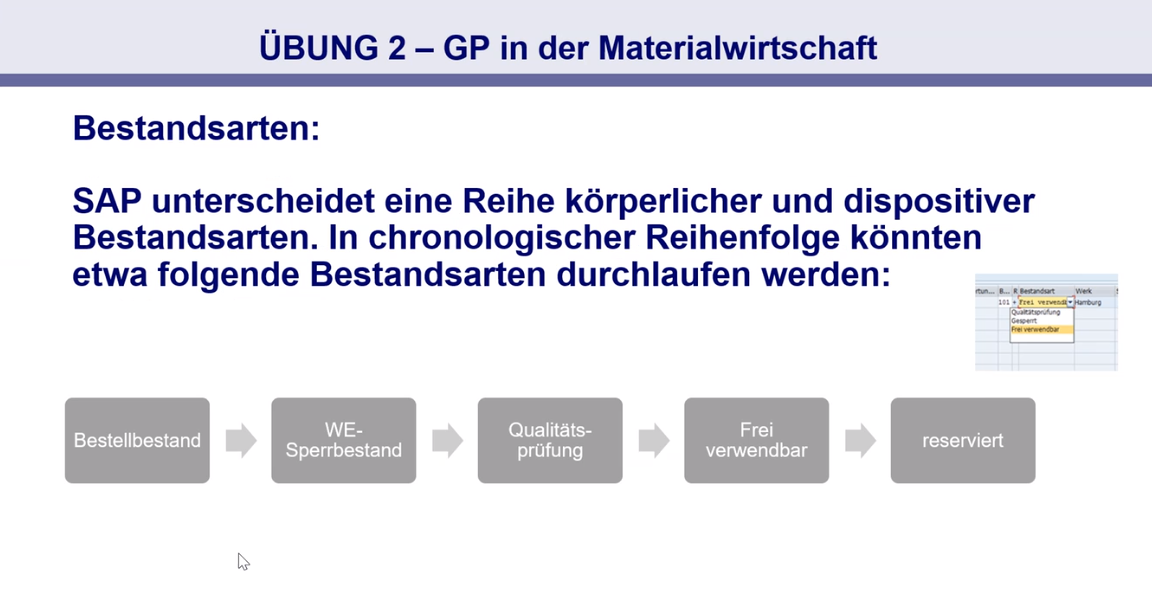 ÜBUNG 2 – GP in der Materialwirtschaft
Bestandsarten:
SAP unterscheidet eine Reihe körperlicher und dispositiver
Bestandsarten. In chronologischer Reihenfolge könnten
etwa folgende Bestandsarten durchlaufen werden:
B... R Bestandsart Werk
101 + Frei verwendb Hamburg
Qualitätsprüfung
Gesperrt
Frei verwendbar
Bestellbestand
WE-
Sperrbestand
Qualitäts-
prüfung
Frei
verwendbar
reserviert